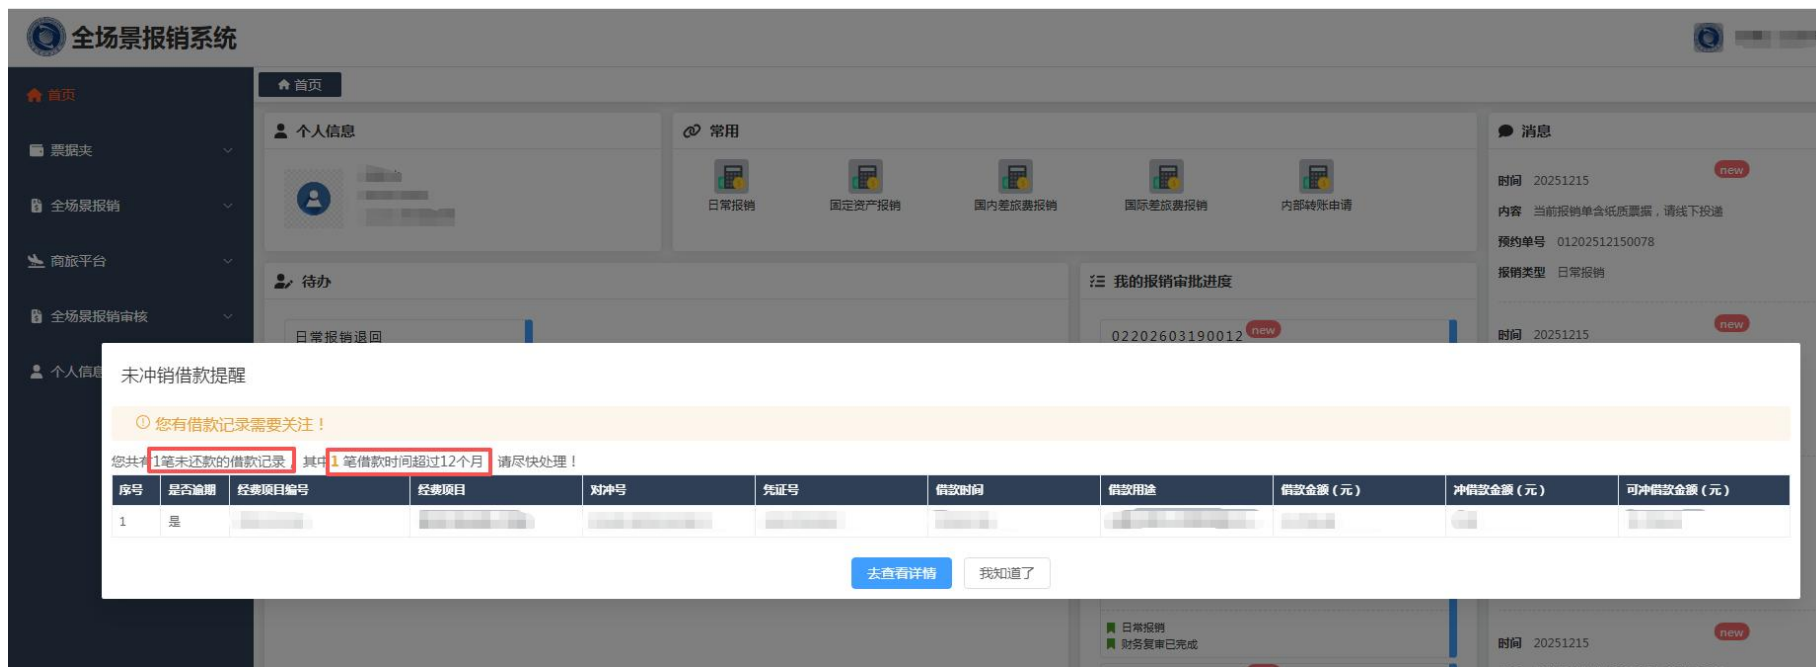 全场景报销系统
首页
首页
票据夹
全场景报销
商旅平台
全场景报销审核
个人信息
个人信息
常用
日常报销
固定资产报销
国内差旅费报销
国际差旅费报销
内部转账申请
消息
new
时间 20251215
内容 当前报销单含纸质票据，请线下投递
预约单号 01202512150078
报销类型 日常报销
new
时间 20251215
待办
日常报销退回
我的报销审批进度
02202603190012 new
未冲销借款提醒
您有借款记录需要关注！
您共有1笔未还款的借款记录，其中1 笔借款时间超过12个月 请尽快处理！
序号 是否逾期 经费项目编号 经费项目 对冲号 凭证号 借款时间 借款用途 借款金额（元） 冲借款金额（元） 可冲借款金额（元）
1 是
去查看详情 我知道了
日常报销
财务复审已完成
new
时间 20251215